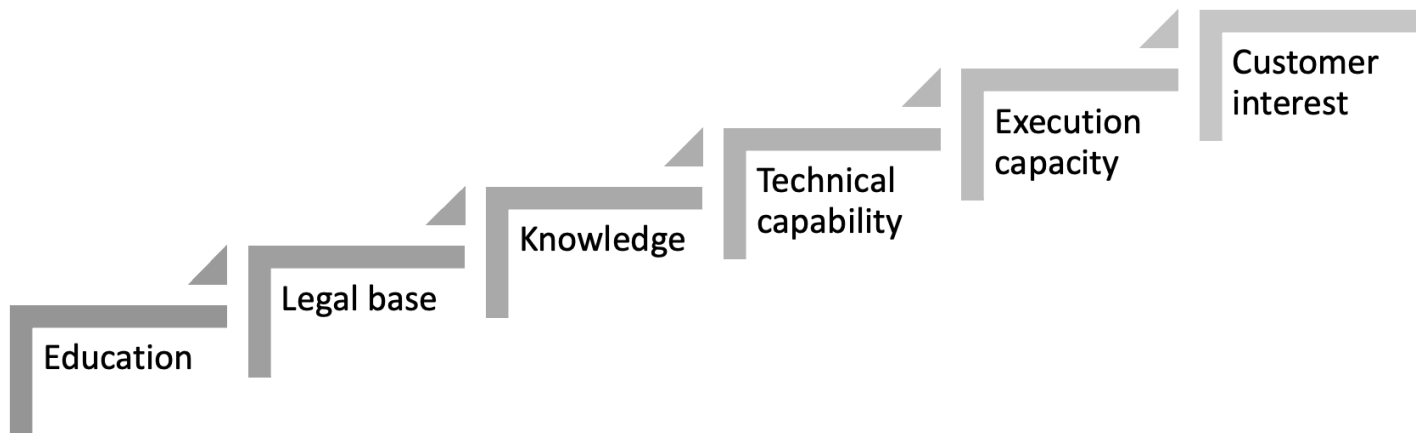 Education
Legal base
Knowledge
Technical
capability
Execution
capacity
Customer
interest